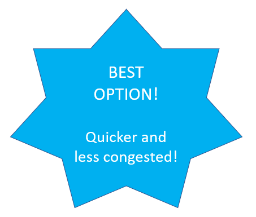 BEST
OPTION!
Quicker and
less congested!